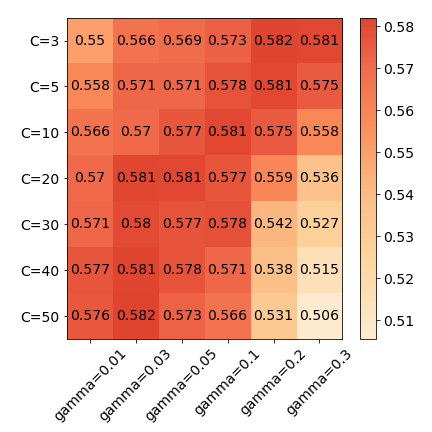 C=3 0.55 0.566 0.569 0.573 0.582 0.581
C=5 0.558 0.571 0.571 0.578 0.581 0.575
C=10 0.566 0.57 0.577 0.581 0.575 0.558
C=20 0.57 0.581 0.581 0.577 0.559 0.536
C=30 0.571 0.58 0.577 0.578 0.542 0.527
C=40 0.577 0.581 0.578 0.571 0.538 0.515
C=50 0.576 0.582 0.573 0.566 0.531 0.506
gamma=0.01 gamma=0.03 gamma=0.05 gamma=0.1 gamma=0.2 gamma=0.3
0.58
0.57
0.56
0.55
0.54
0.53
0.52
0.51